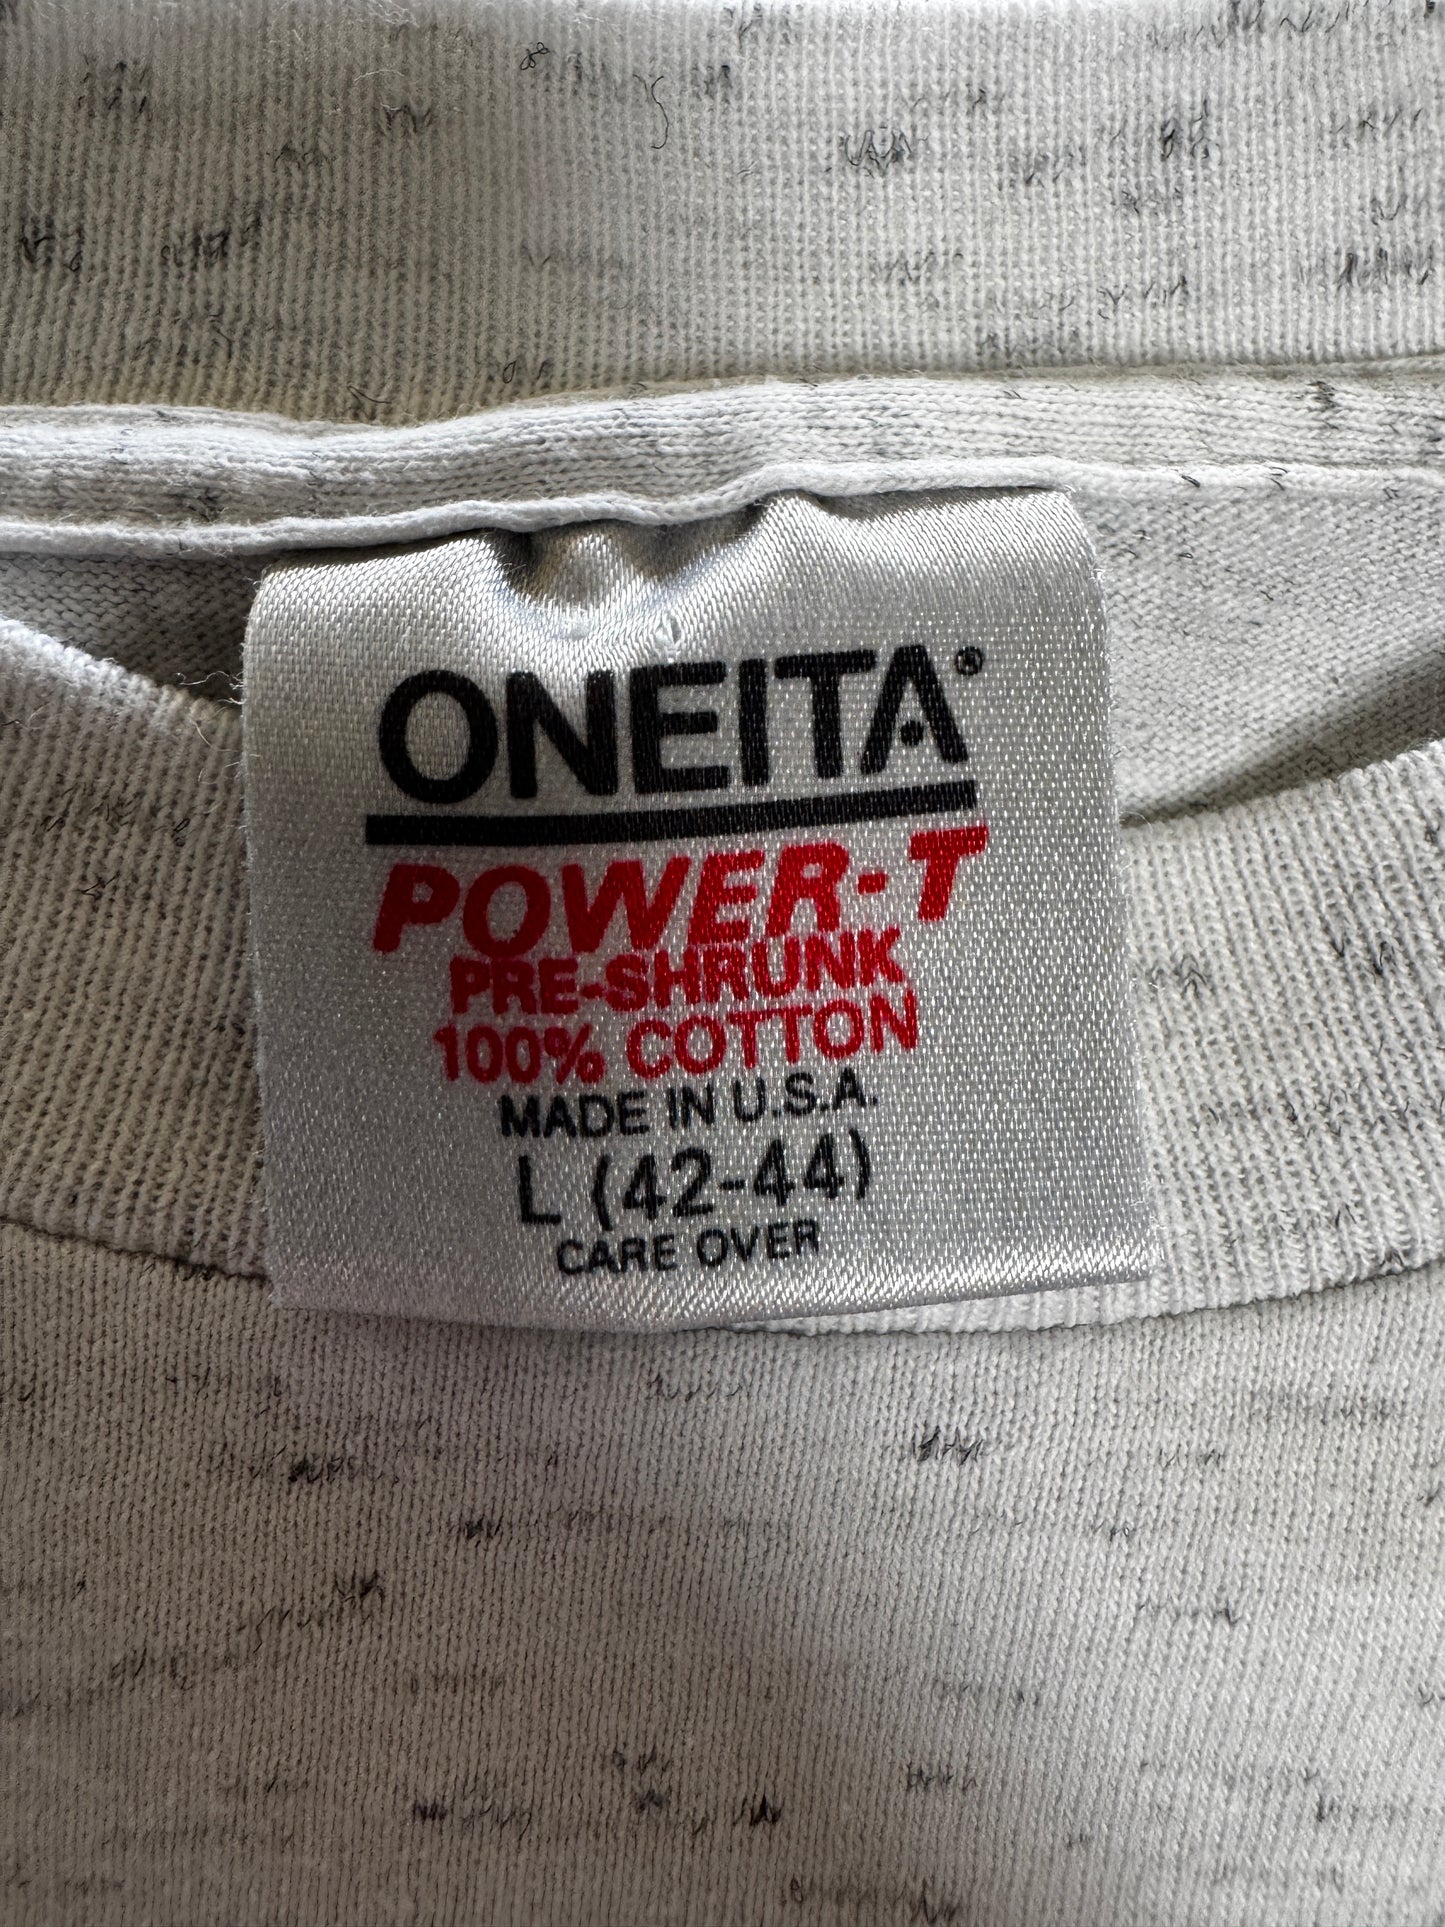 ONEITA®
POWER-T
PRE-SHRUNK
100% COTTON
MADE IN U.S.A.
L (42-44)
CARE OVER